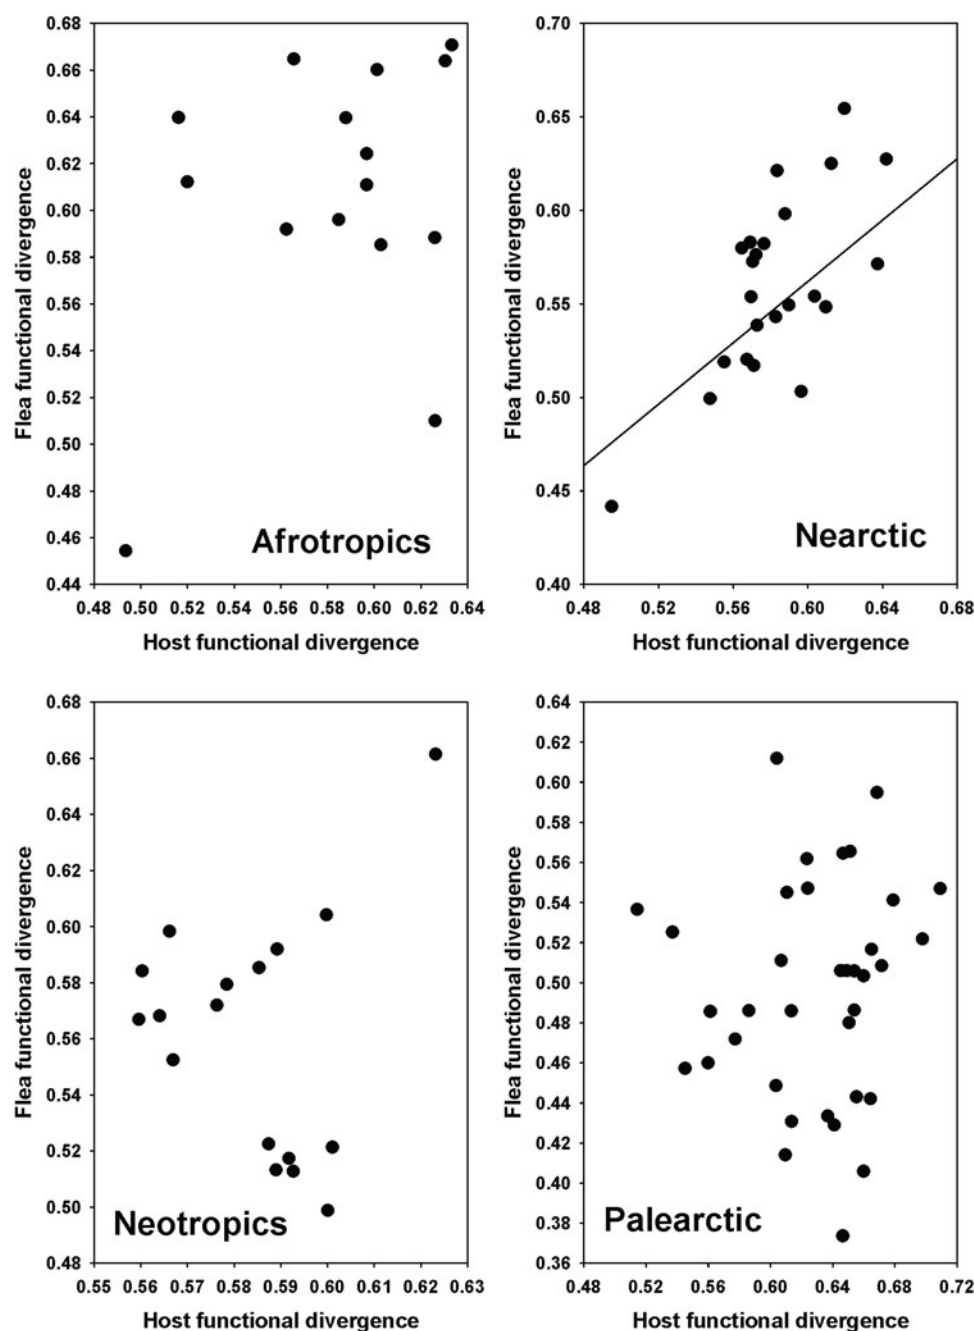 0.68
0.66
0.64
0.62
0.60
0.58
0.56
0.54
0.52
0.50
0.48
0.46
0.44
Flea functional divergence
Afrotropics
0.48 0.50 0.52 0.54 0.56 0.58 0.60 0.62 0.64
Host functional divergence
0.70
0.65
0.60
0.55
0.50
0.45
0.40
Flea functional divergence
Nearctic
0.48 0.52 0.56 0.60 0.64 0.68
Host functional divergence
0.68
0.66
0.64
0.62
0.60
0.58
0.56
0.54
0.52
0.50
0.48
Flea functional divergence
Neotropics
0.55 0.56 0.57 0.58 0.59 0.60 0.61 0.62 0.63
Host functional divergence
0.64
0.62
0.60
0.58
0.56
0.54
0.52
0.50
0.48
0.46
0.44
0.42
0.40
0.38
0.36
Flea functional divergence
Palearctic
0.48 0.52 0.56 0.60 0.64 0.68 0.72
Host functional divergence